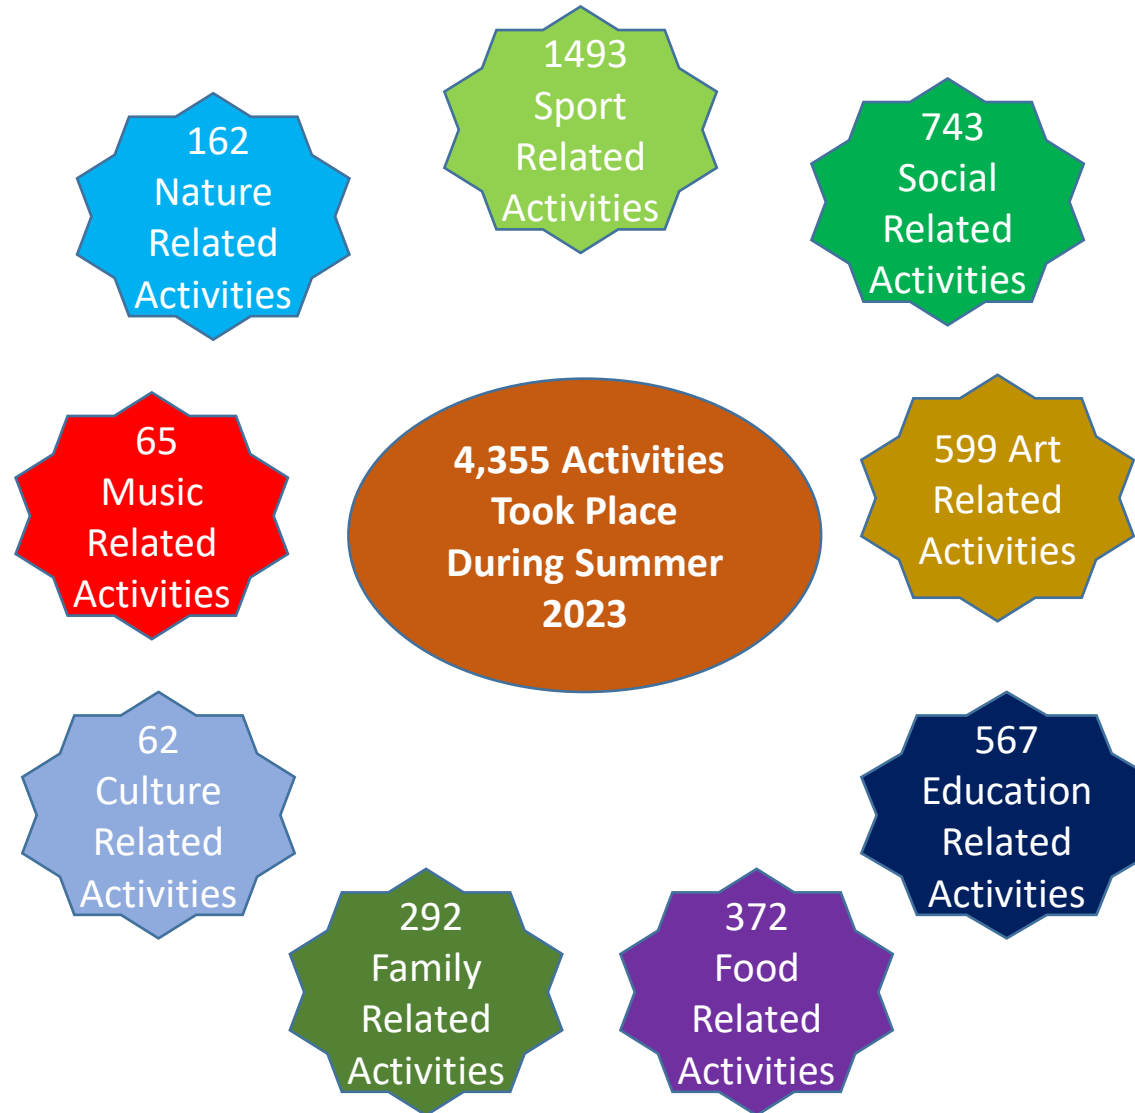 1493
Sport
Related
Activities
743
Social
Related
Activities
599 Art
Related
Activities
567
Education
Related
Activities
372
Food
Related
Activities
292
Family
Related
Activities
62
Culture
Related
Activities
65
Music
Related
Activities
162
Nature
Related
Activities
4,355 Activities
Took Place
During Summer
2023